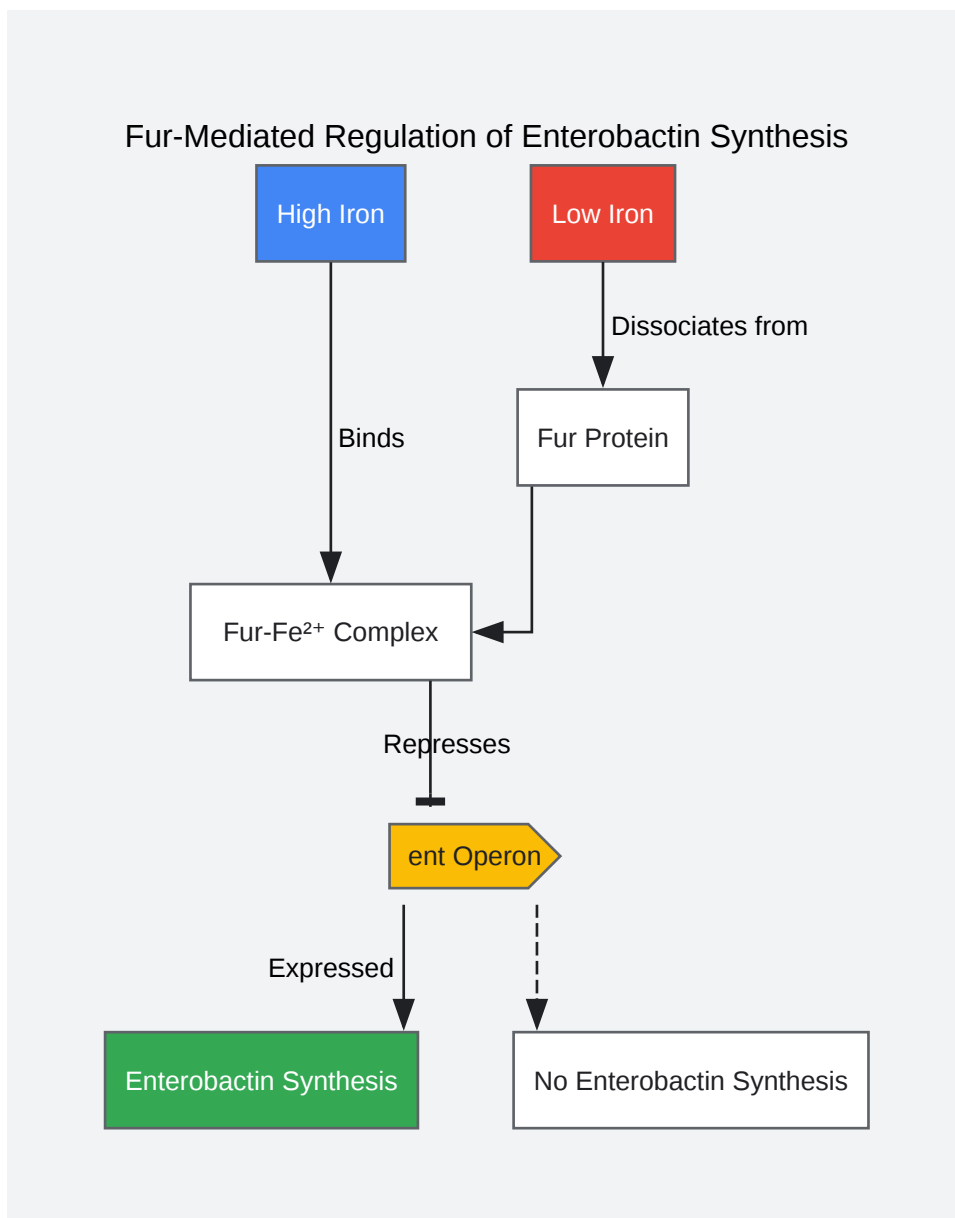 Fur-Mediated Regulation of Enterobactin Synthesis
High Iron
Low Iron
Dissociates from
Binds
Fur Protein
Fur-Fe²⁺ Complex
Represses
ent Operon
Expressed
Enterobactin Synthesis
No Enterobactin Synthesis